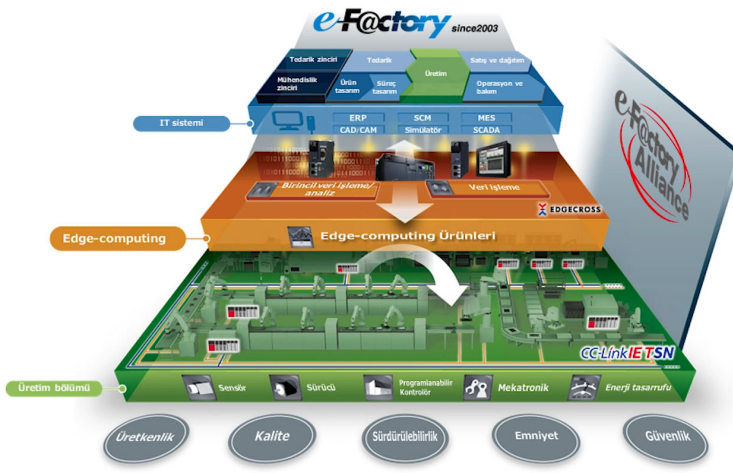 e-F@ctory since2003
Tedarik zinciri
Tedarik
Üretim
Satış ve dağıtım
Mühendislik
zinciri
Ürün
tasarım
Süreç
tasarım
Operasyon ve
bakım
IT sistemi
ERP
SCM
MES
CAD/CAM
Simülatör
SCADA
e-F@ctory
Alliance
Birincil veri işleme/
analiz
Veri işleme
EDGECROSS
Edge-computing
Edge-computing Ürünleri
CC-Link IE TSN
Üretim bölümü
Sensör
Sürücü
Programlanabilir
Kontrolör
Mekatronik
Enerji tasarrufu
Üretkenlik
Kalite
Sürdürülebilirlik
Emniyet
Güvenlik